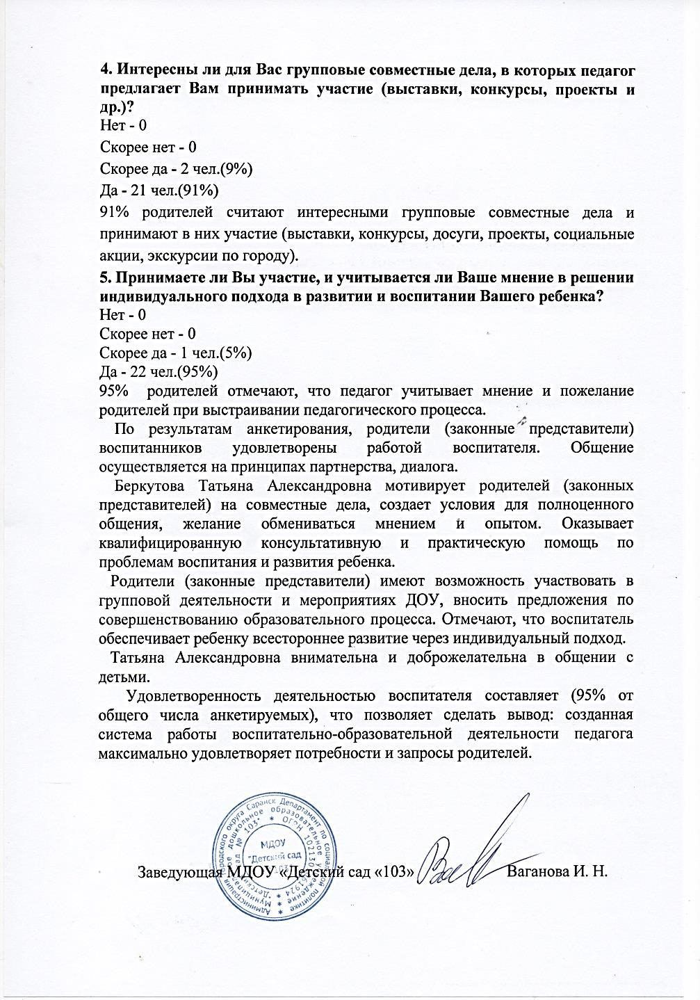 4. Интересны ли для Вас групповые совместные дела, в которых педагог
предлагает Вам принимать участие (выставки, конкурсы, проекты и
др.)?
Нет - 0
Скорее нет - 0
Скорее да - 2 чел.(9%)
Да - 21 чел.(91%)
91% родителей считают интересными групповые совместные дела и
принимают в них участие (выставки, конкурсы, досуги, проекты, социальные
акции, экскурсии по городу).
5. Принимаете ли Вы участие, и учитывается ли Ваше мнение в решении
индивидуального подхода в развитии и воспитании Вашего ребенка?
Нет - 0
Скорее нет - 0
Скорее да - 1 чел.(5%)
Да - 22 чел.(95%)
95% родителей отмечают, что педагог учитывает мнение и пожелание
родителей при выстраивании педагогического процесса.
По результатам анкетирования, родители (законные представители)
воспитанников удовлетворены работой воспитателя. Общение
осуществляется на принципах партнерства, диалога.
Беркутова Татьяна Александровна мотивирует родителей (законных
представителей) на совместные дела, создает условия для полноценного
общения, желание обмениваться мнением и опытом. Оказывает
квалифицированную консультативную и практическую помощь по
проблемам воспитания и развития ребенка.
Родители (законные представители) имеют возможность участвовать в
групповой деятельности и мероприятиях ДОУ, вносить предложения по
совершенствованию образовательного процесса. Отмечают, что воспитатель
обеспечивает ребенку всестороннее развитие через индивидуальный подход.
Татьяна Александровна внимательна и доброжелательна в общении с
детьми.
Удовлетворенность деятельностью воспитателя составляет (95% от
общего числа анкетируемых), что позволяет сделать вывод: созданная
система работы воспитательно-образовательной деятельности педагога
максимально удовлетворяет потребности и запросы родителей.
Администрация городского округа Саранск Департамент по социальной политике
Муниципальное дошкольное образовательное учреждение
"Детский сад № 103" * ОГРН
МДОУ
"Детский сад
103"
Заведующая МДОУ «Детский сад «103» Ваганова И. Н.